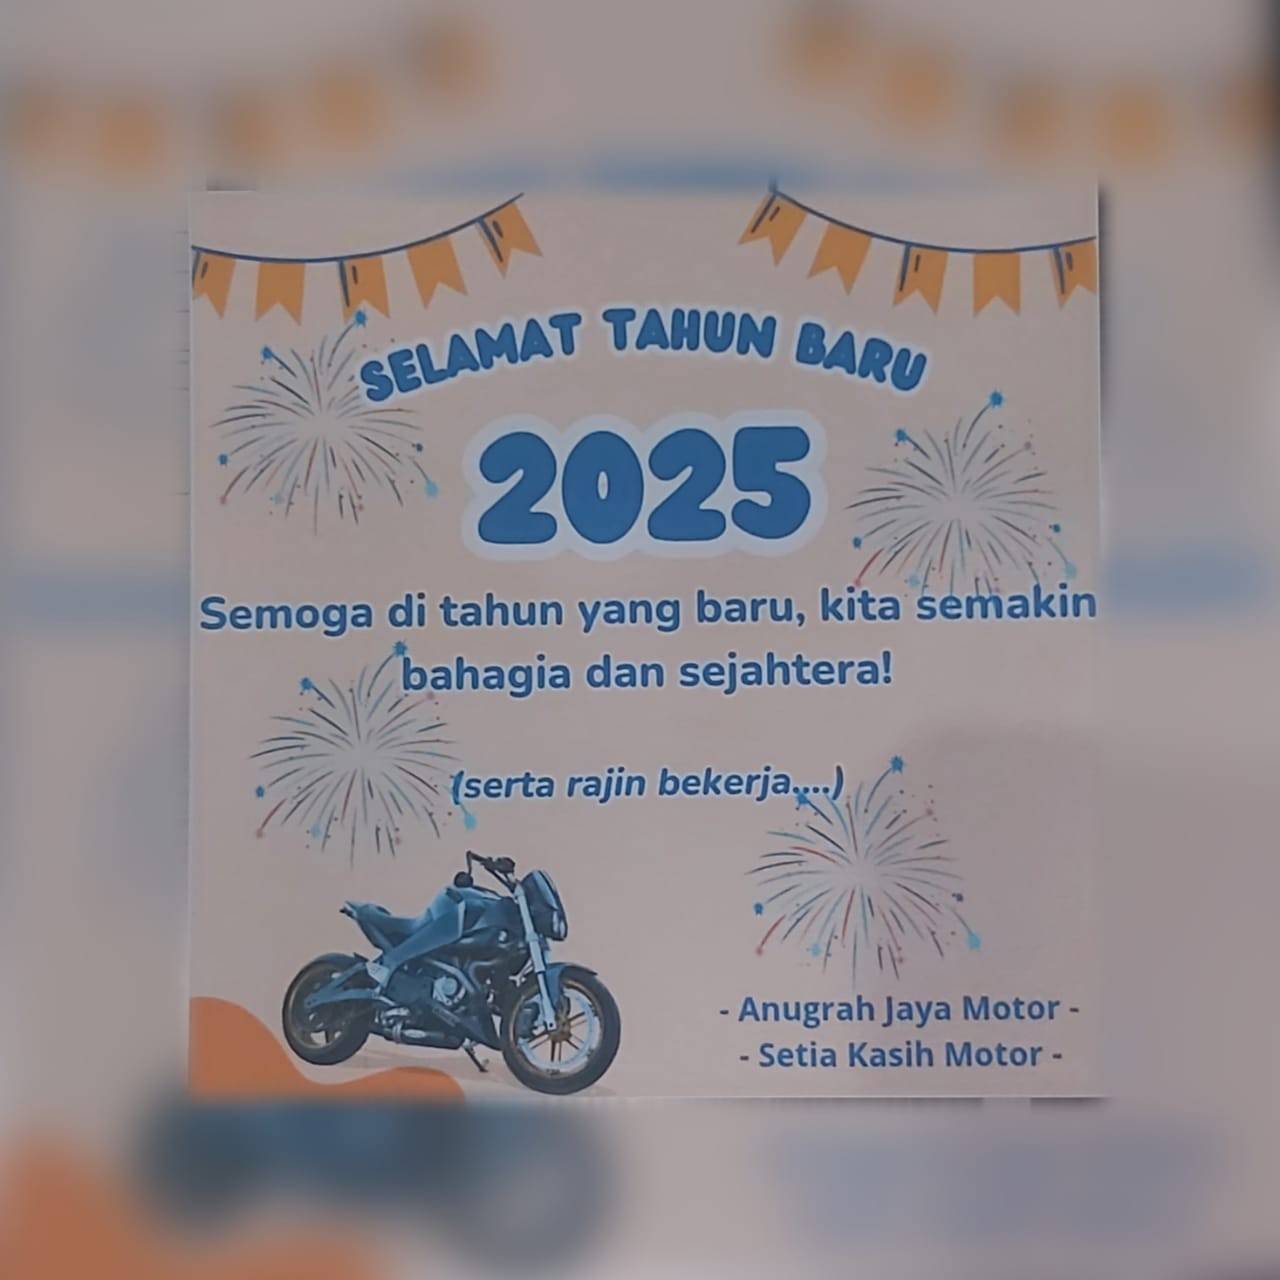 SELAMAT TAHUN BARU
2025
Semoga di tahun yang baru, kita semakin
bahagia dan sejahtera!
(serta rajin bekerja....)
- Anugrah Jaya Motor -
- Setia Kasih Motor -